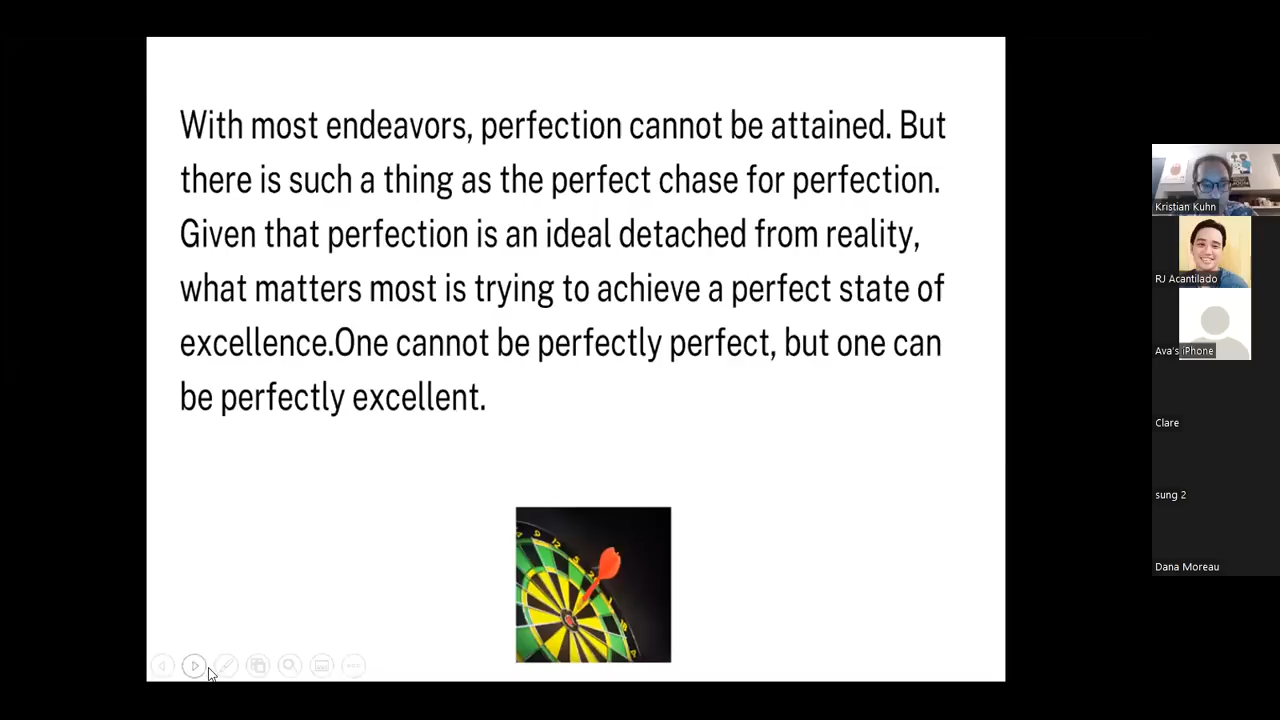 With most endeavors, perfection cannot be attained. But
there is such a thing as the perfect chase for perfection.
Given that perfection is an ideal detached from reality,
what matters most is trying to achieve a perfect state of
excellence.One cannot be perfectly perfect, but one can
be perfectly excellent.
Kristian Kuhn
RJ Acantilado
Ava's iPhone
Clare
sung 2
Dana Moreau